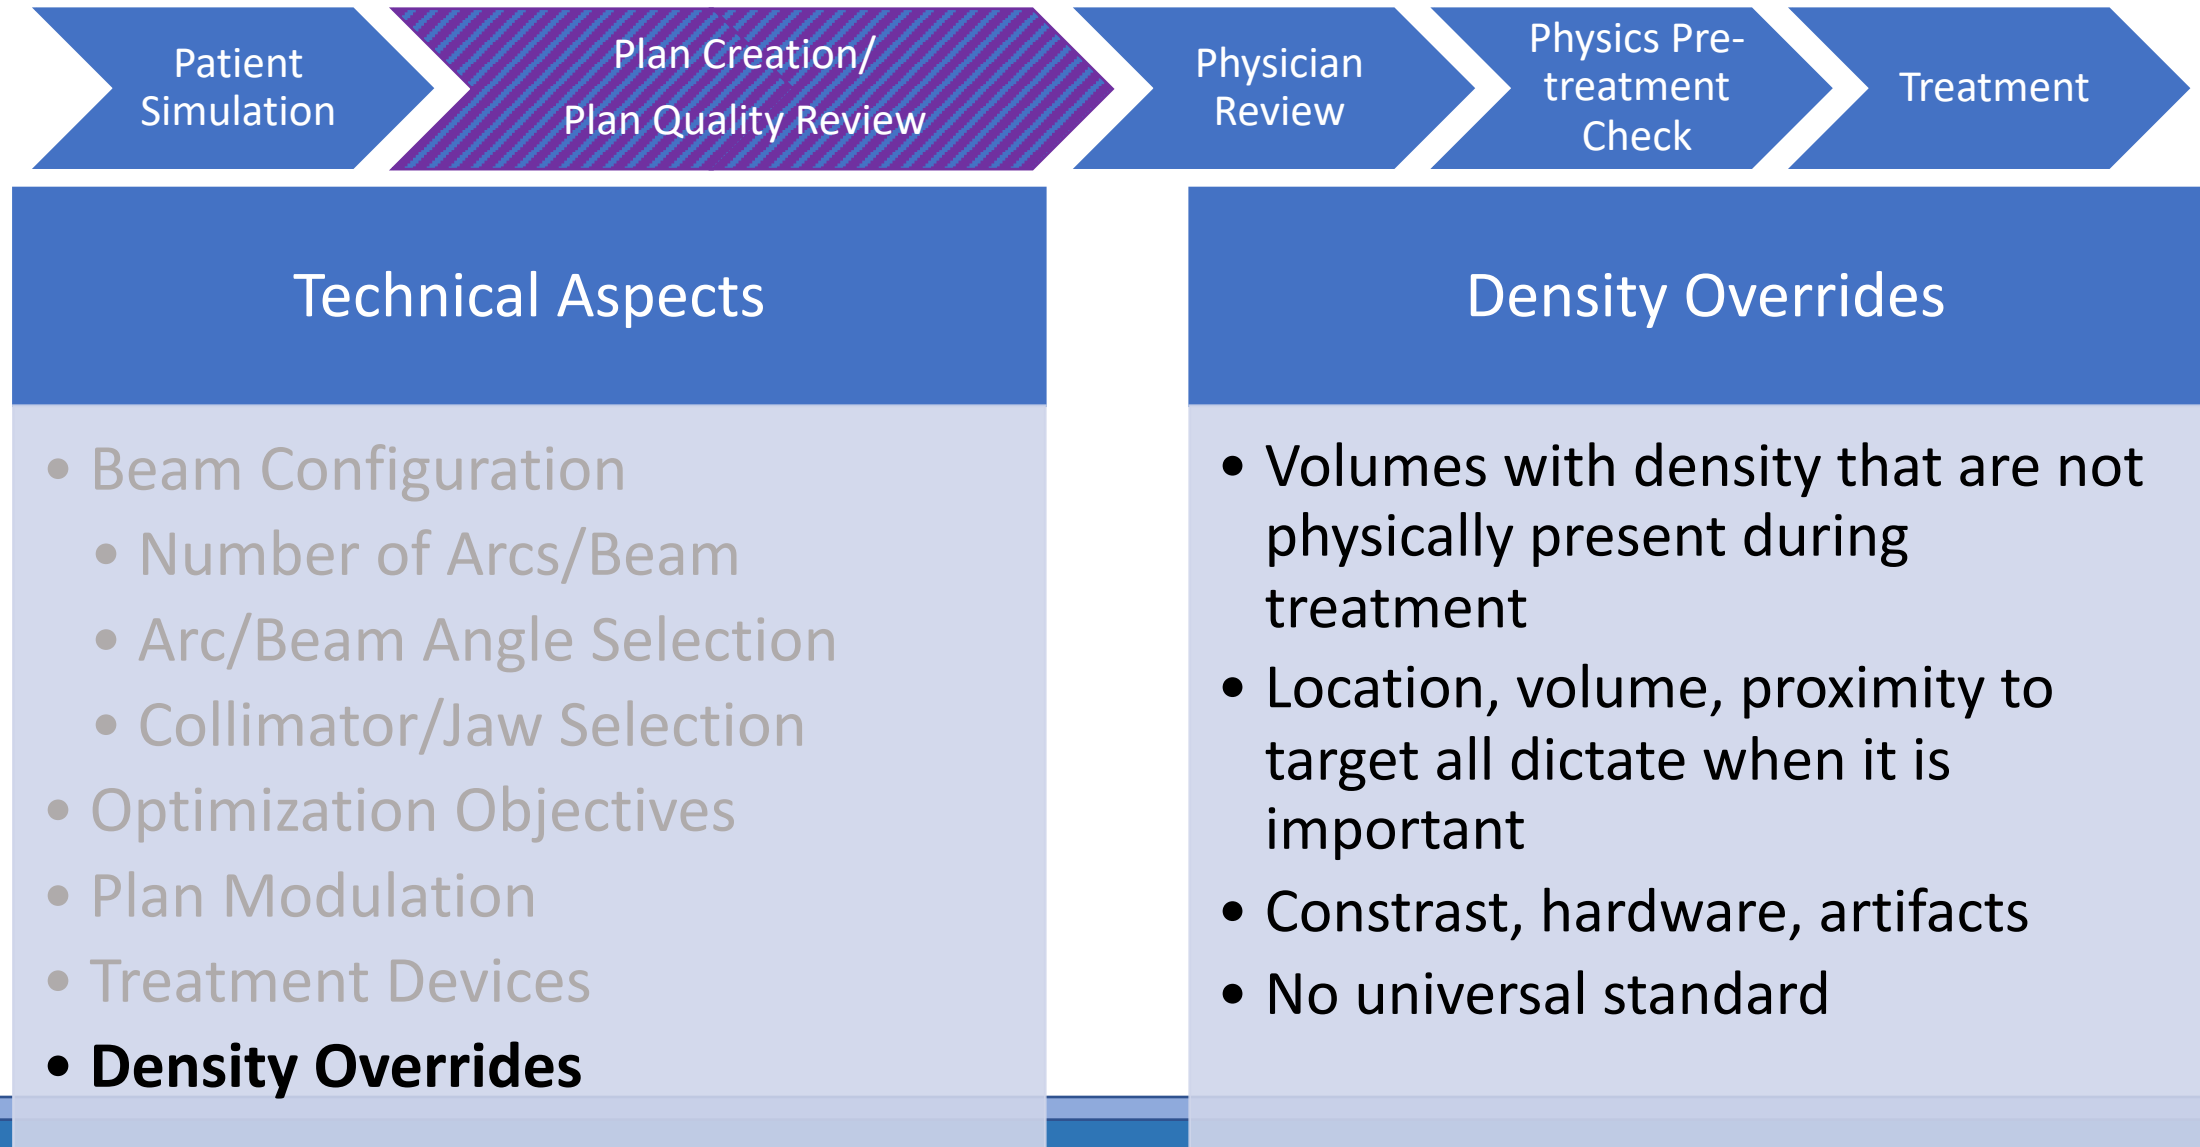 Patient
Simulation
Plan Creation/
Plan Quality Review
Physician
Review
Physics Pre-
treatment
Check
Treatment
Technical Aspects
• Beam Configuration
• Number of Arcs/Beam
• Arc/Beam Angle Selection
• Collimator/Jaw Selection
• Optimization Objectives
• Plan Modulation
• Treatment Devices
• Density Overrides
Density Overrides
• Volumes with density that are not
physically present during
treatment
• Location, volume, proximity to
target all dictate when it is
important
• Constrast, hardware, artifacts
• No universal standard